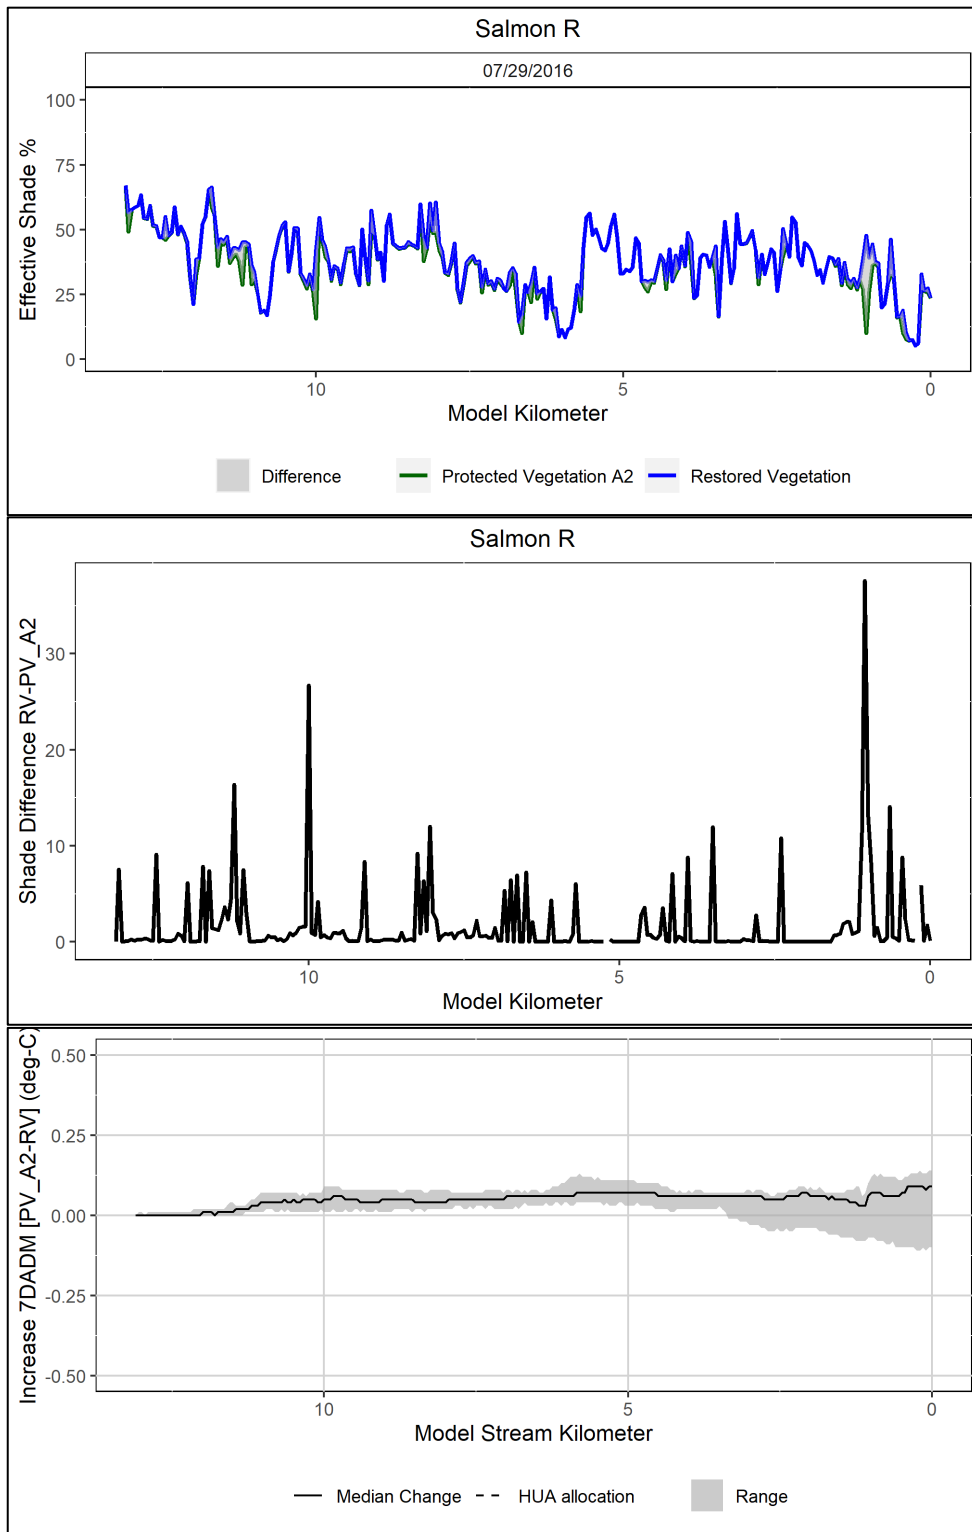 Salmon R
07/29/2016
Effective Shade %
100
75
50
25
0
10
5
0
Model Kilometer
Difference
Protected Vegetation A2
Restored Vegetation
Salmon R
Shade Difference RV-PV_A2
30
20
10
0
10
5
0
Model Kilometer
Increase 7DADM [PV_A2-RV] (deg-C)
0.50
0.25
0.00
-0.25
-0.50
10
5
0
Model Stream Kilometer
Median Change
HUA allocation
Range